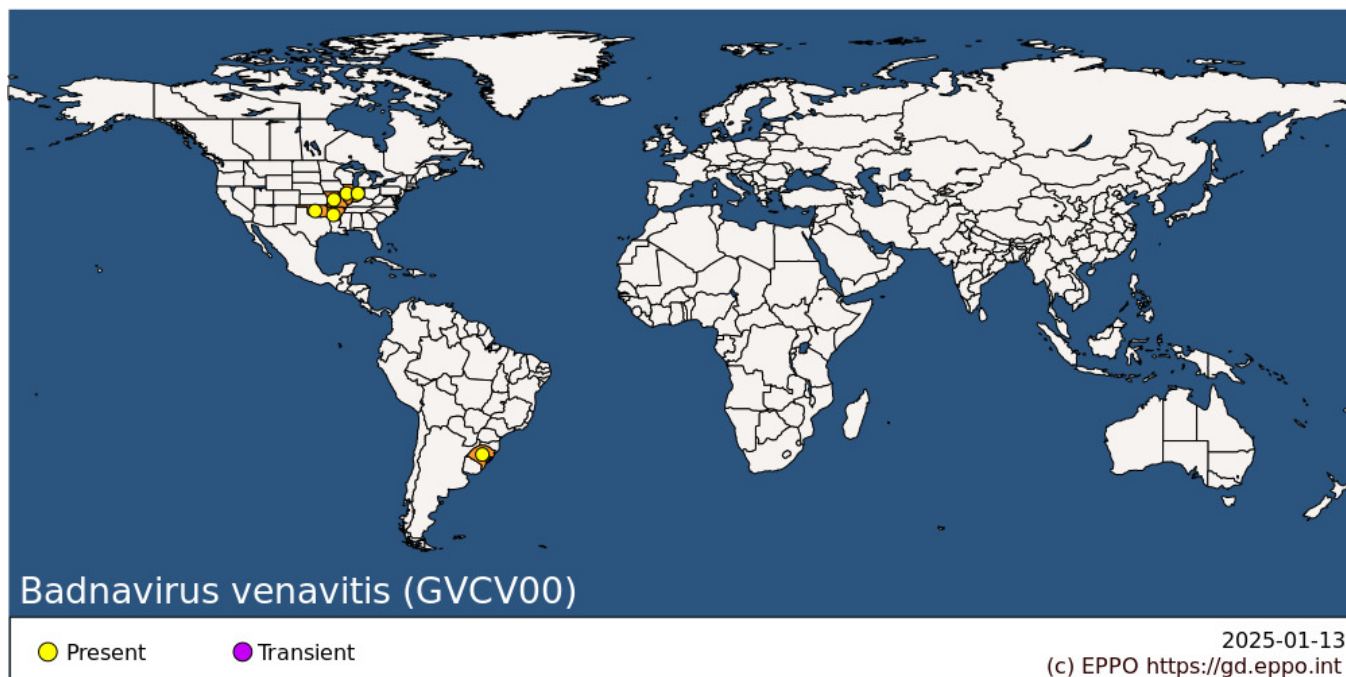 Badnavirus venavitis (GVCV00)
Present
Transient
2025-01-13
(c) EPPO https://gd.eppo.int